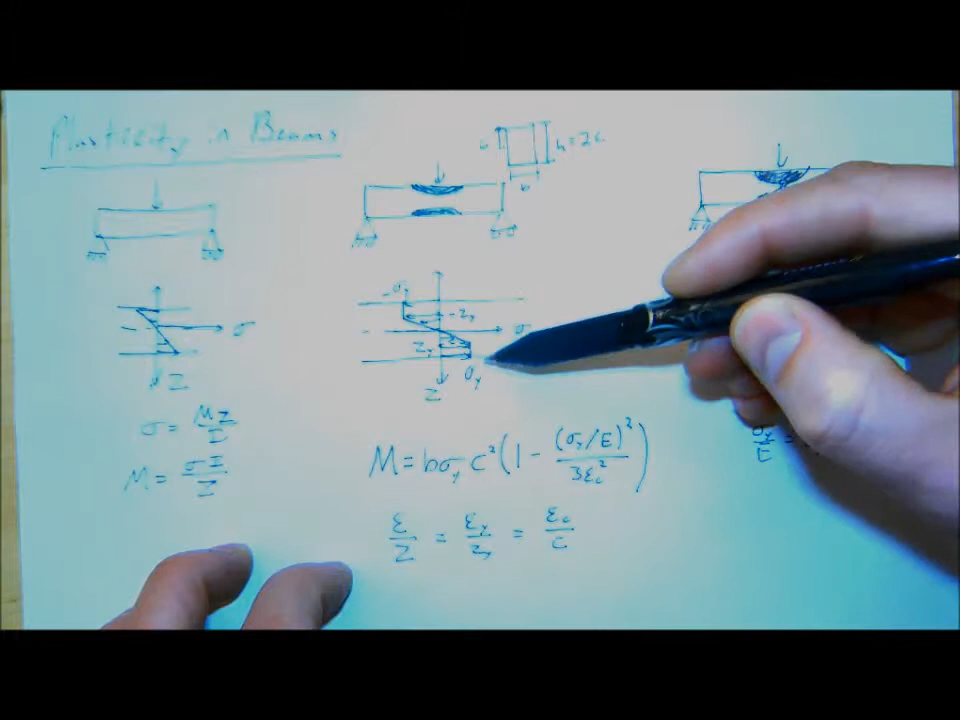 Plasticity in Beams
c h = 2c
b
-σy
-Zy
σ σ
Zy
σy
Z Z
σ = MZ/I
M = σI/Z
M = bσy c²(1 - (σy/E)²/3εc²)
σy/E =
ε/Z = εy/Zy = εc/c